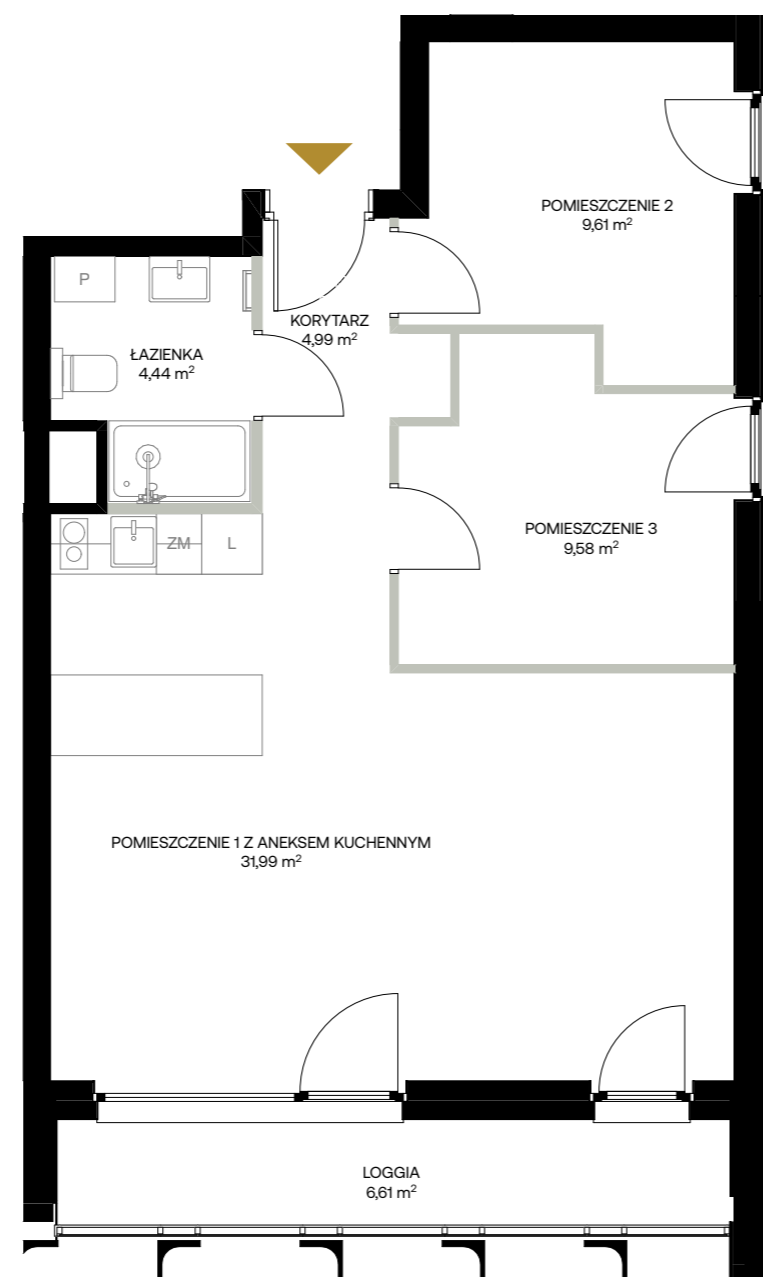 POMIESZCZENIE 2
9,61 m²
KORYTARZ
4,99 m²
P
ŁAZIENKA
4,44 m²
POMIESZCZENIE 3
9,58 m²
ZM
L
POMIESZCZENIE 1 Z ANEKSEM KUCHENNYM
31,99 m²
LOGGIA
6,61 m²